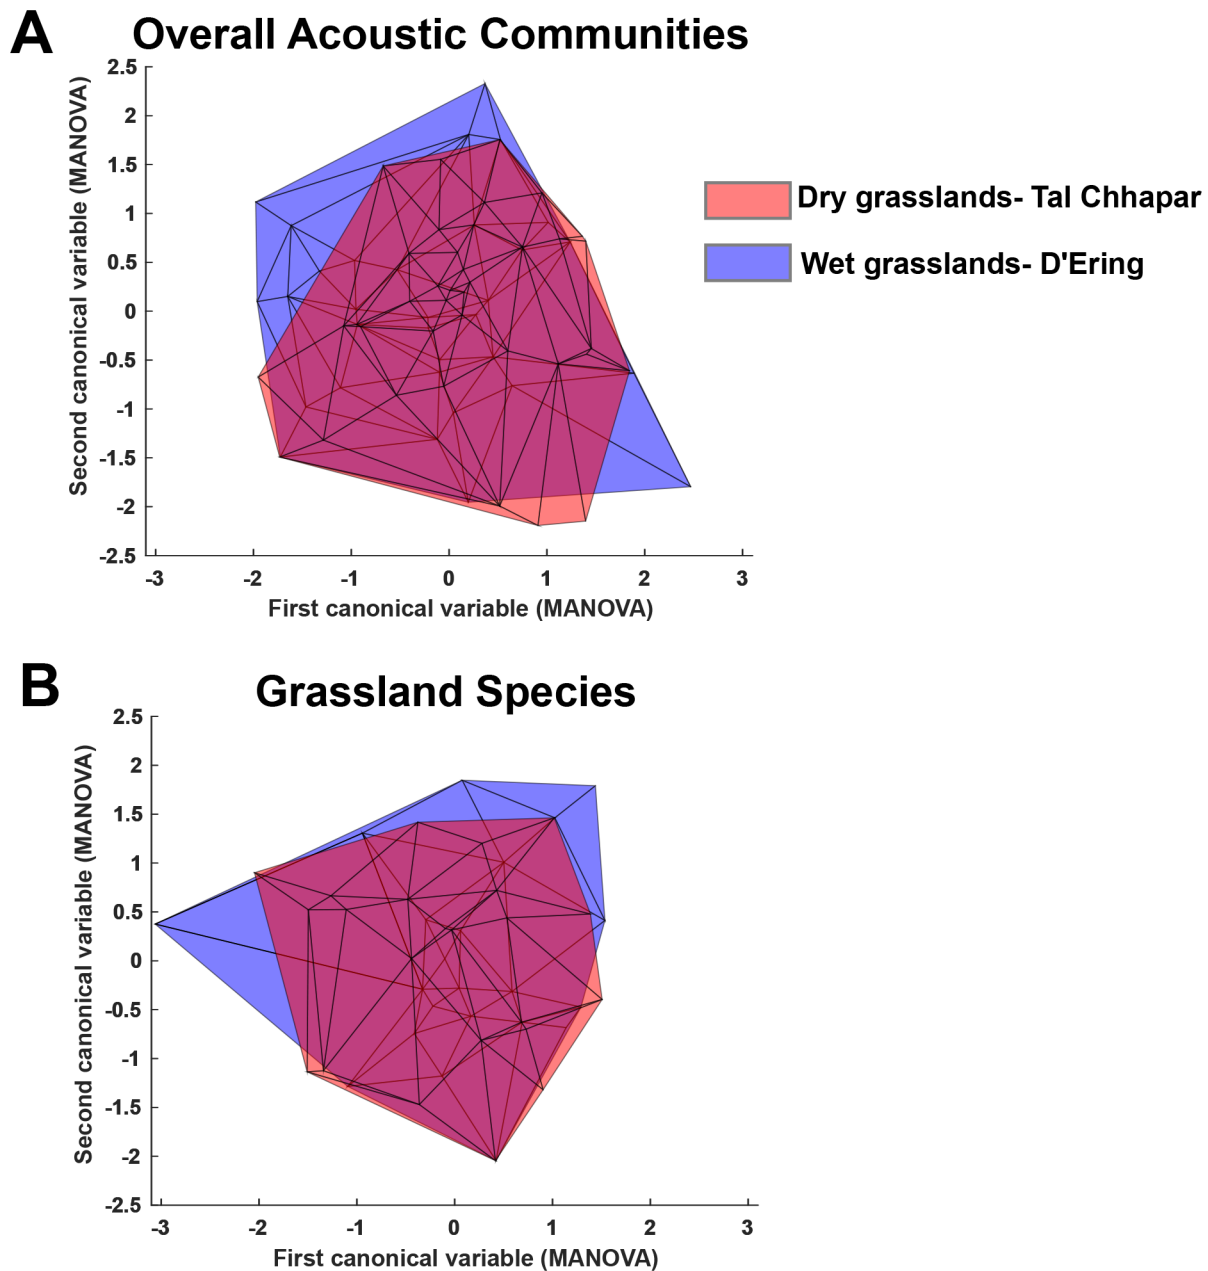 A
Overall Acoustic Communities
2.5
2
1.5
1
0.5
0
-0.5
-1
-1.5
-2
-2.5
Second canonical variable (MANOVA)
-3 -2 -1 0 1 2 3
First canonical variable (MANOVA)
Dry grasslands- Tal Chhapar
Wet grasslands- D'Ering
B
Grassland Species
2.5
2
1.5
1
0.5
0
-0.5
-1
-1.5
-2
-2.5
Second canonical variable (MANOVA)
-3 -2 -1 0 1 2 3
First canonical variable (MANOVA)